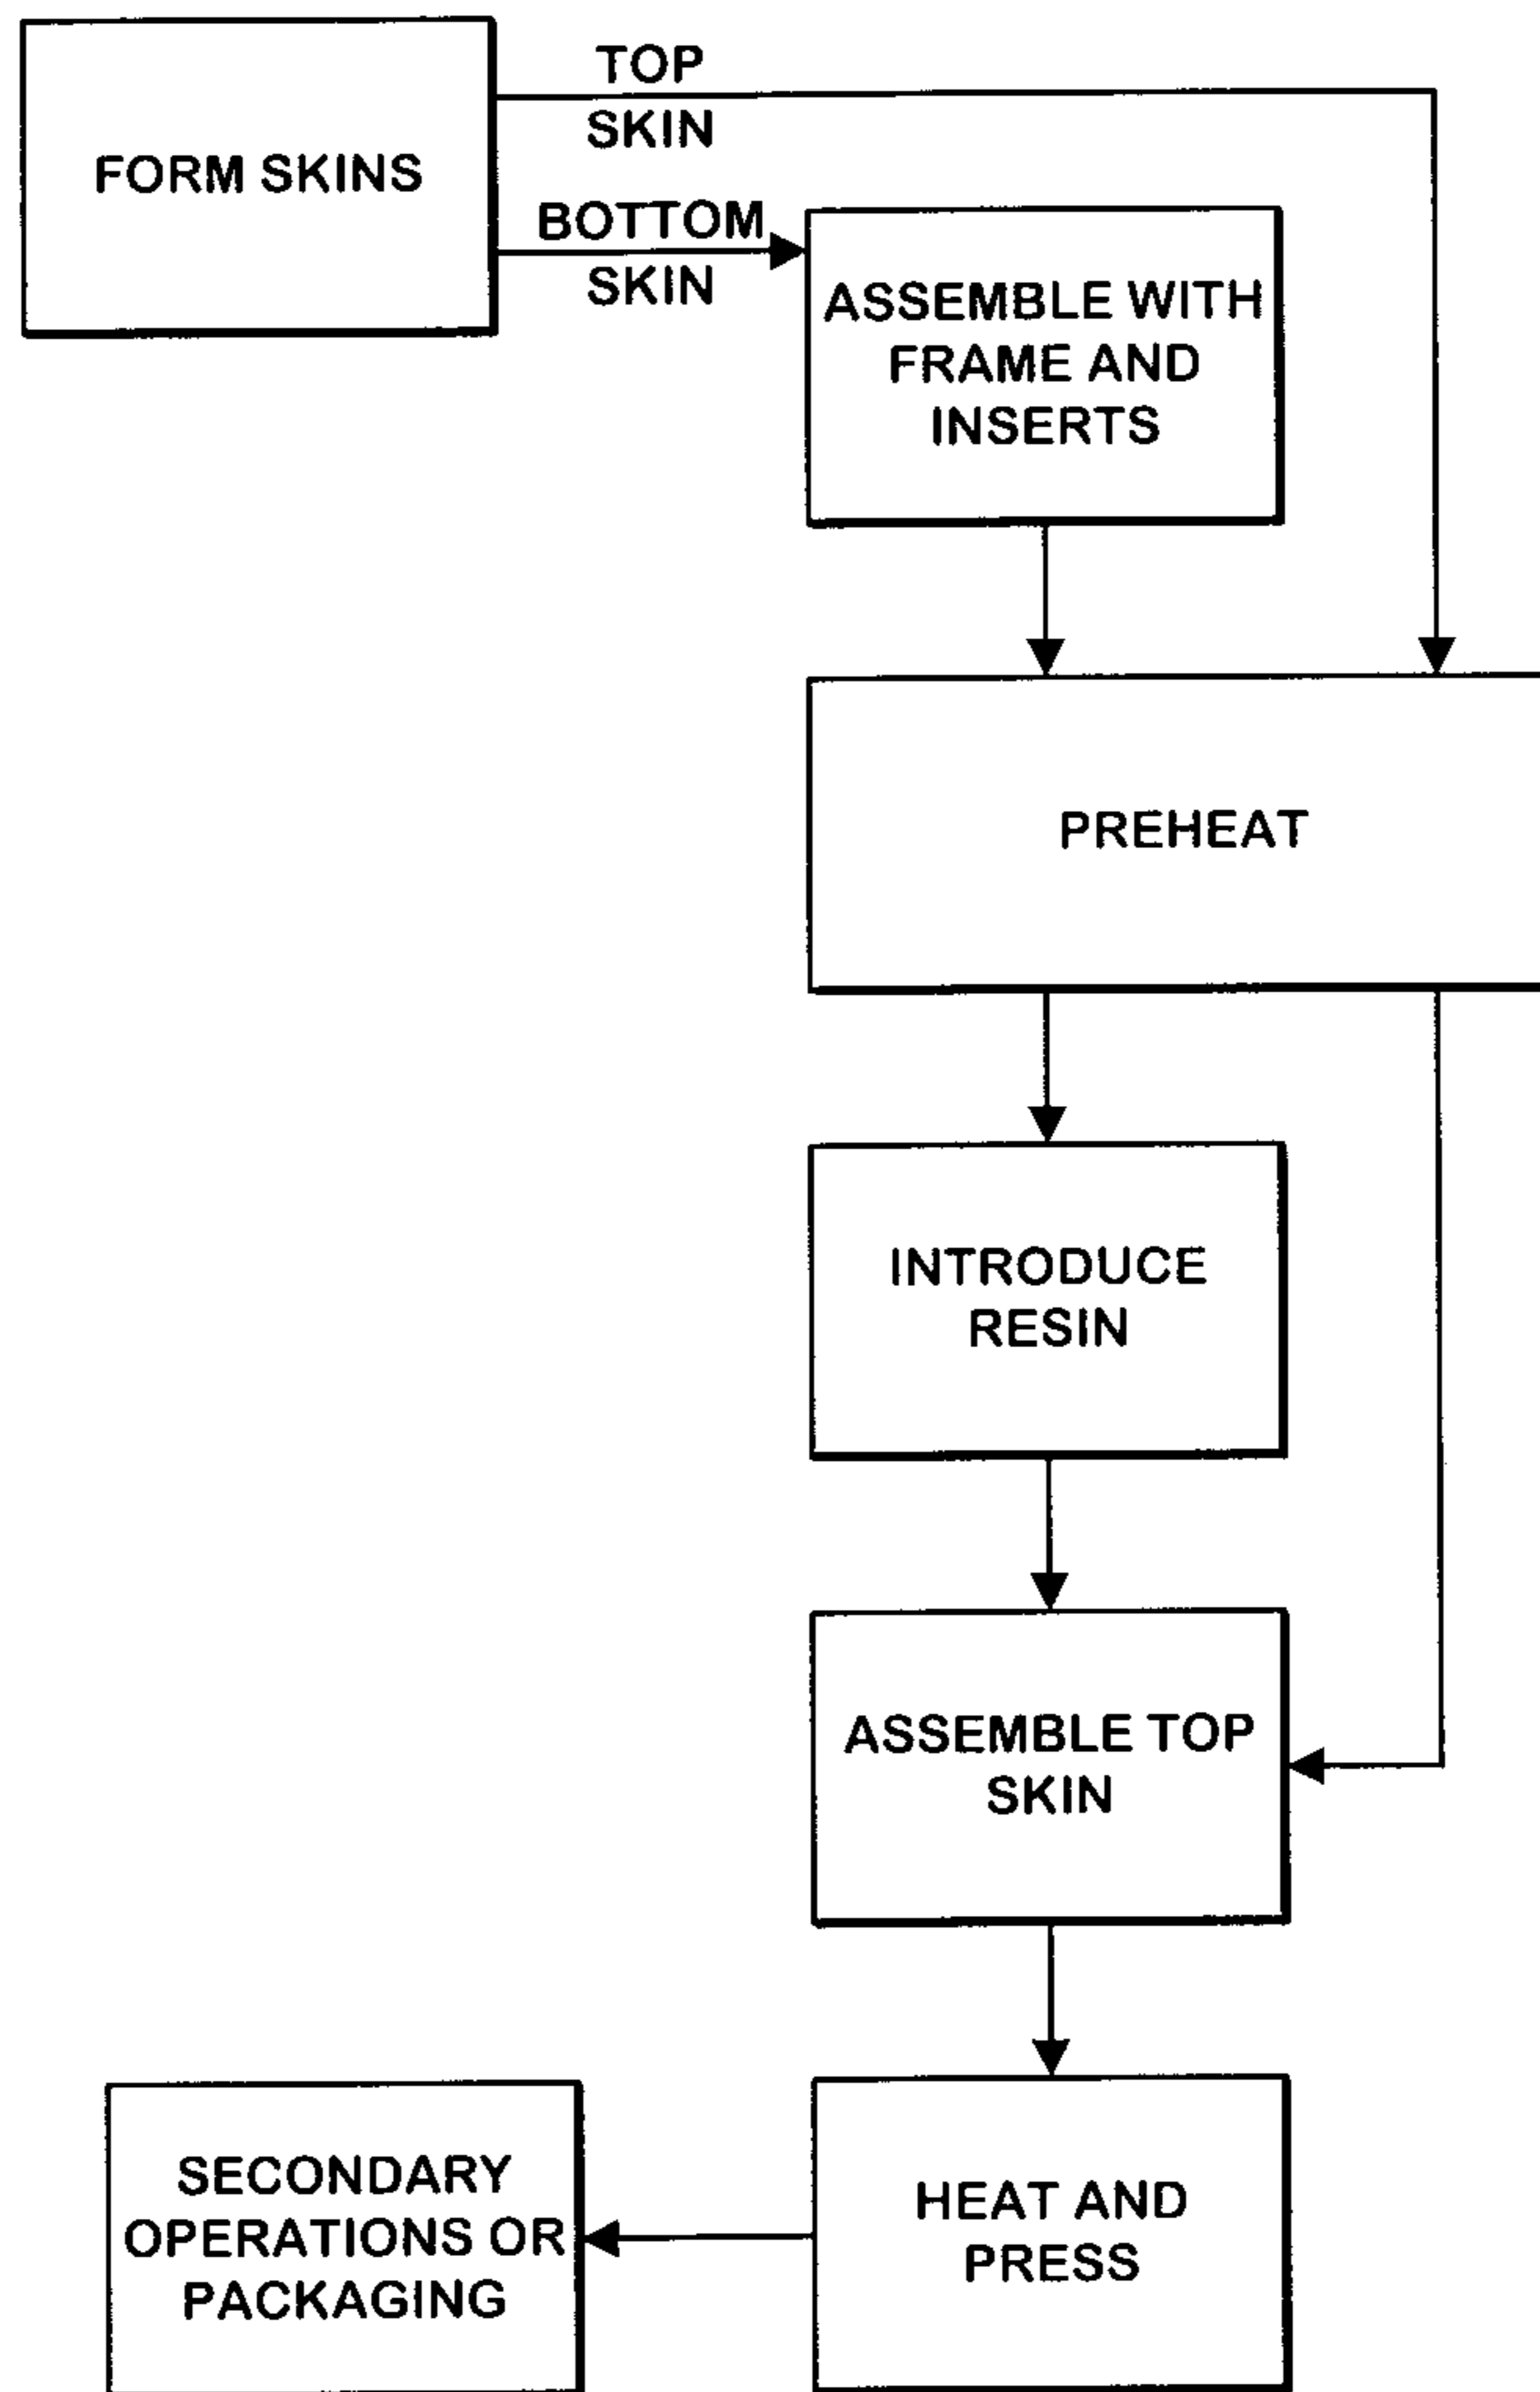 TOP
SKIN
FORM SKINS
BOTTOM
SKIN
ASSEMBLE WITH
FRAME AND
INSERTS
PREHEAT
INTRODUCE
RESIN
ASSEMBLE TOP
SKIN
HEAT AND
PRESS
SECONDARY
OPERATIONS OR
PACKAGING